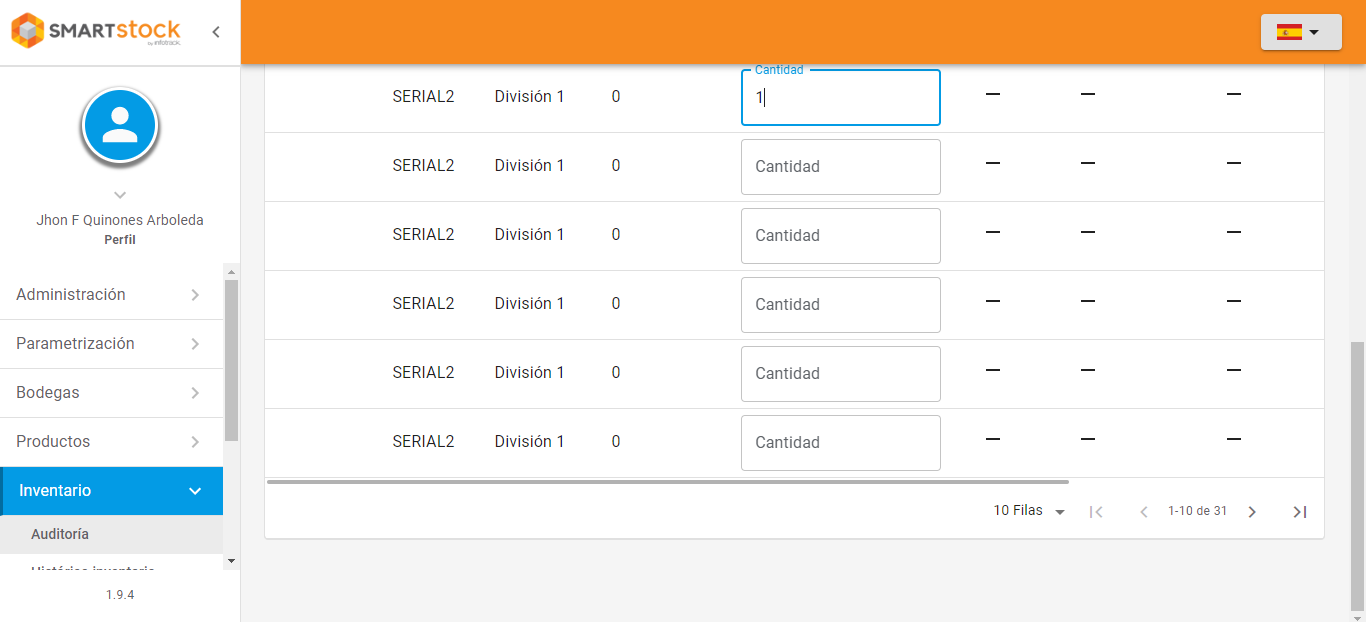 SMARTSTOCK
by infotrack.
Jhon F Quinones Arboleda
Perfil
Administración
Parametrización
Bodegas
Productos
Inventario
Auditoría
Histórico inventario
1.9.4
Cantidad
SERIAL2 División 1 0 1
SERIAL2 División 1 0 Cantidad
SERIAL2 División 1 0 Cantidad
SERIAL2 División 1 0 Cantidad
SERIAL2 División 1 0 Cantidad
SERIAL2 División 1 0 Cantidad
10 Filas 1-10 de 31